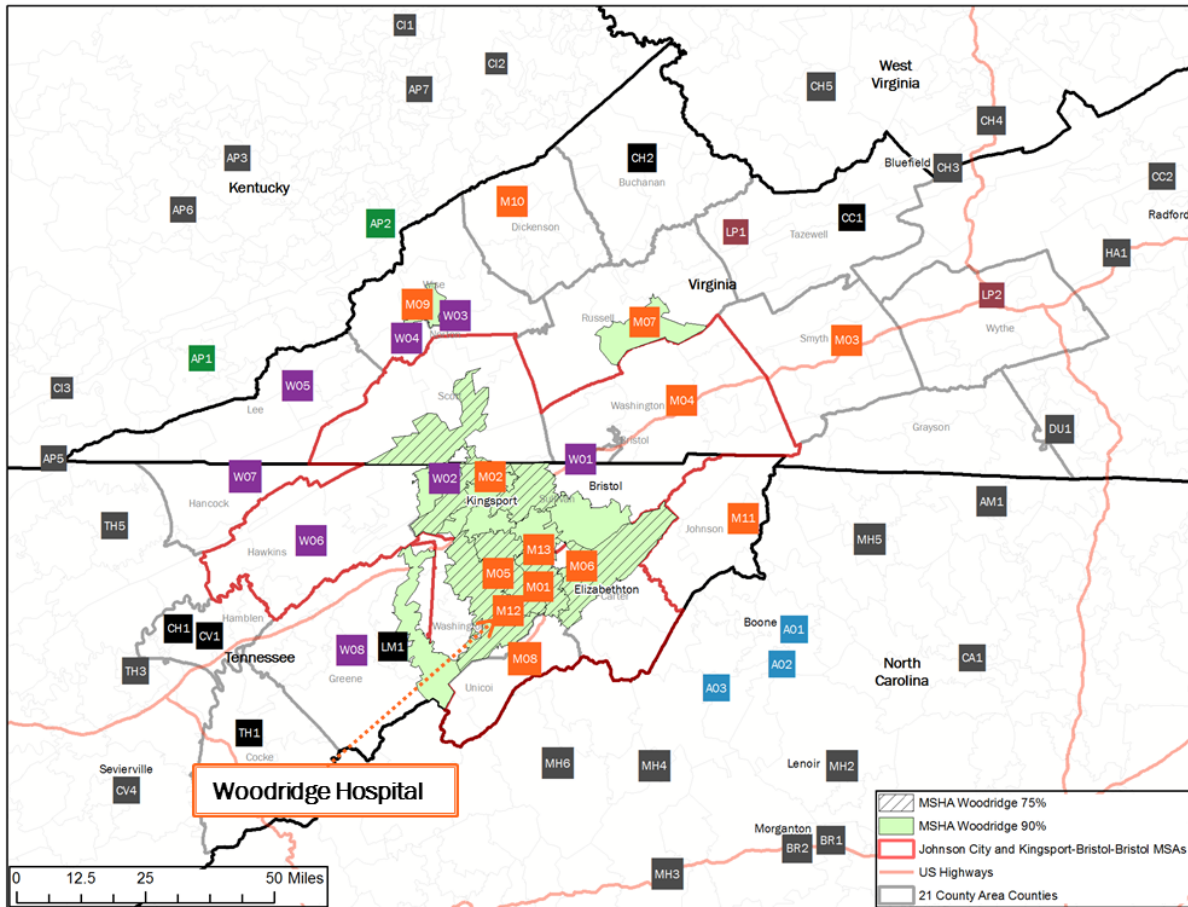 CI1
CI2
West
Virginia
AP7
CH5
CH4
AP3
CH2
Buchanan
Bluefield
CH3
CC2
Kentucky
AP6
M10
Radford
AP2
Dickenson
LP1
CC1
Tazewell
HA1
Virginia
Wise
M09
W03
LP2
Russell
M07
W04
Smyth
M03
Wythe
AP1
CI3
W05
Lee
Scott
Washington
M04
Grayson
DU1
Bristol
AP5
W01
W07
W02
M02
Bristol
Kingsport
Sullivan
AM1
Hancock
TH5
M11
Johnson
W06
MH5
Hawkins
M13
M05
M06
M01
Elizabethton
Carter
M12
Hamblen
CH1
CV1
Washington
Boone
AO1
Tennessee
W08
LM1
M08
AO2
North
Carolina
CA1
TH3
Greene
Unicoi
AO3
TH1
Cocke
Sevierville
MH6
MH4
Lenoir
MH2
CV4
Woodridge Hospital
Morganton
BR2
BR1
MH3
MSHA Woodridge 75%
MSHA Woodridge 90%
Johnson City and Kingsport-Bristol-Bristol MSAs
US Highways
21 County Area Counties
0 12.5 25 50 Miles